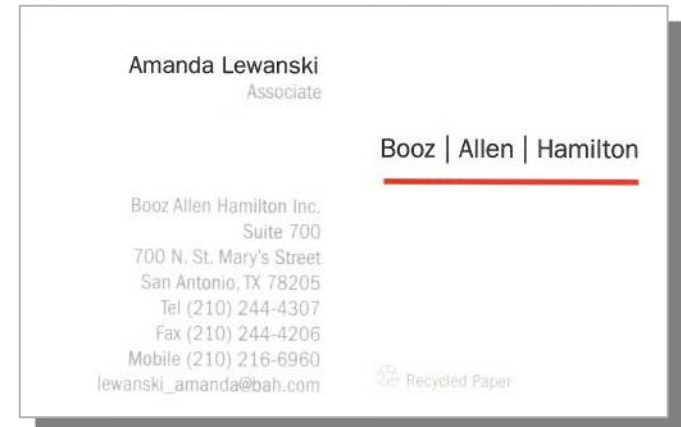 Amanda Lewanski
Associate
Booz | Allen | Hamilton
Booz Allen Hamilton Inc.
Suite 700
700 N. St. Mary's Street
San Antonio, TX 78205
Tel (210) 244-4307
Fax (210) 244-4206
Mobile (210) 216-6960
lewanski_amanda@bah.com
Recycled Paper